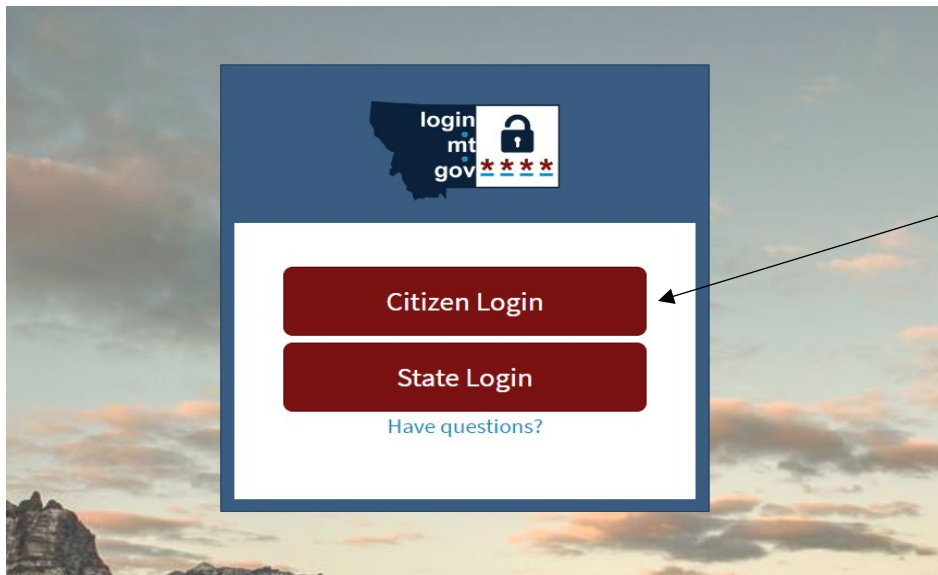 login
mt
gov
****
Citizen Login
State Login
Have questions?